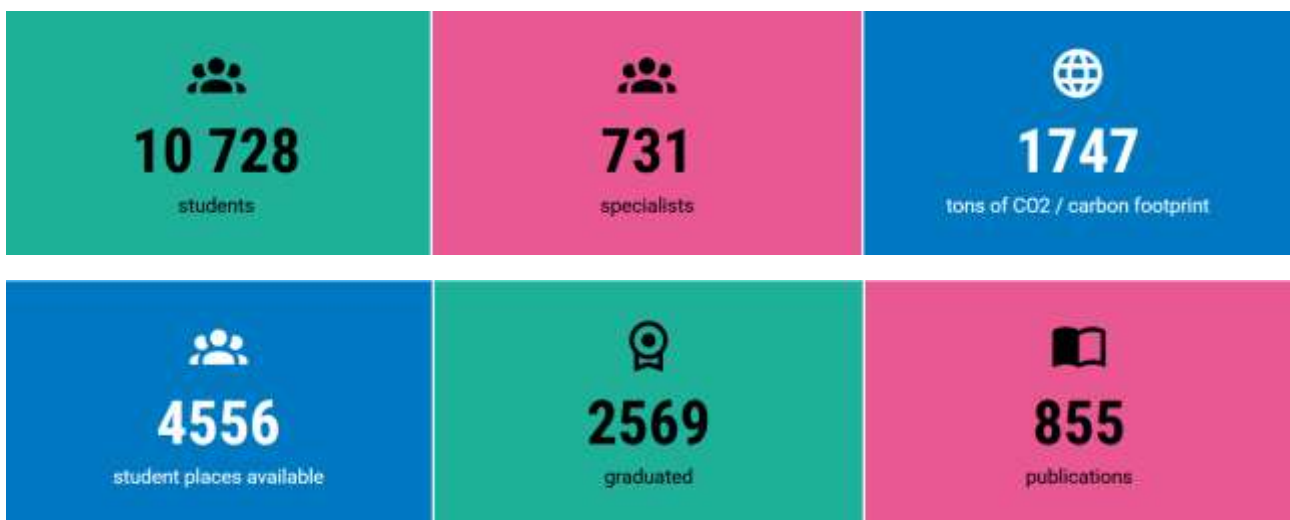 10 728
students
731
specialists
1747
tons of CO2 / carbon footprint
4556
student places available
2569
graduated
855
publications